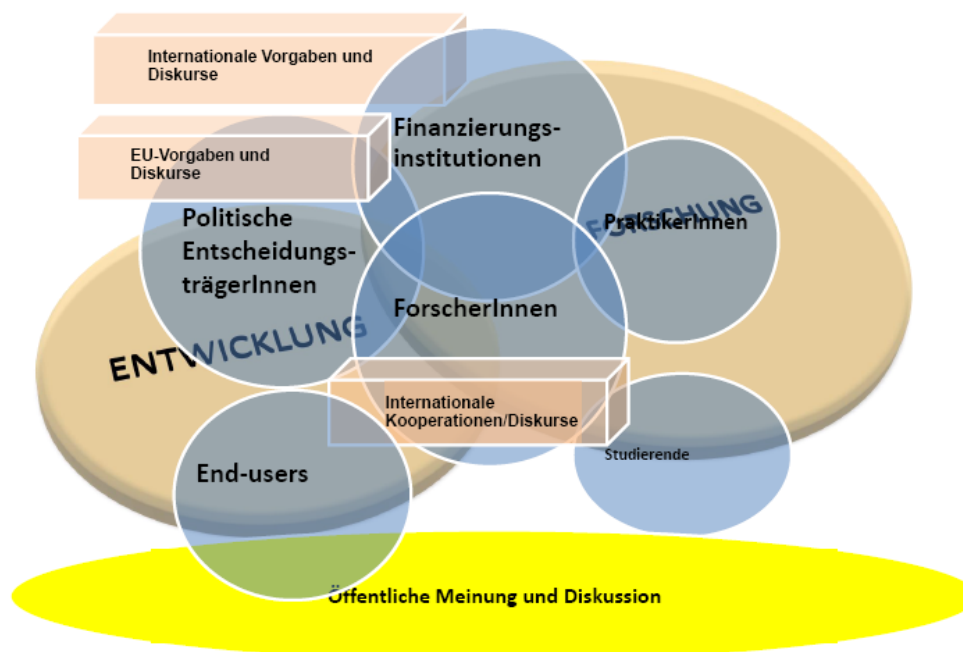 Internationale Vorgaben und
Diskurse
EU-Vorgaben und
Diskurse
Finanzierungs-
institutionen
Politische
Entscheidungs-
trägerInnen
FORSCHUNG
PraktikerInnen
ForscherInnen
ENTWICKLUNG
Internationale
Kooperationen/Diskurse
End-users
Studierende
Öffentliche Meinung und Diskussion